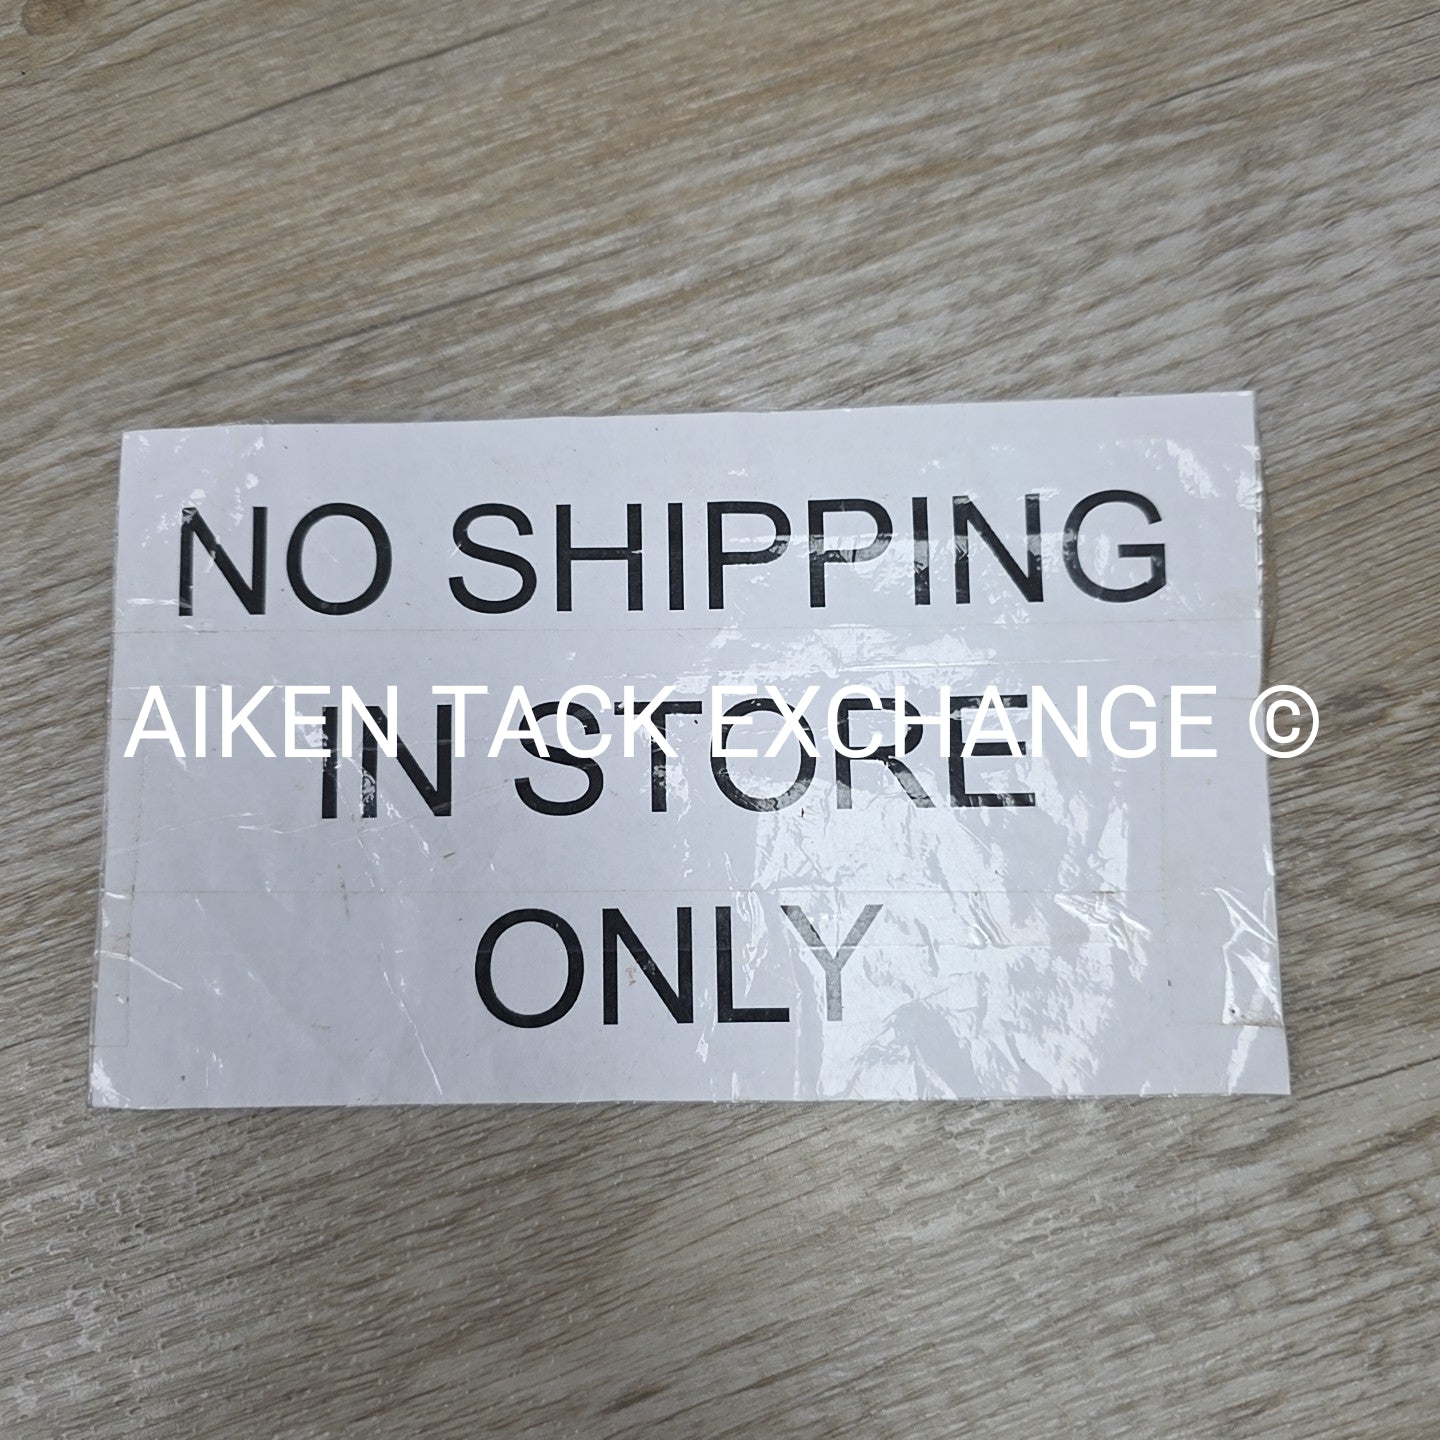 NO SHIPPING
AIKEN TACK EXCHANGE ©
IN STORE
ONLY